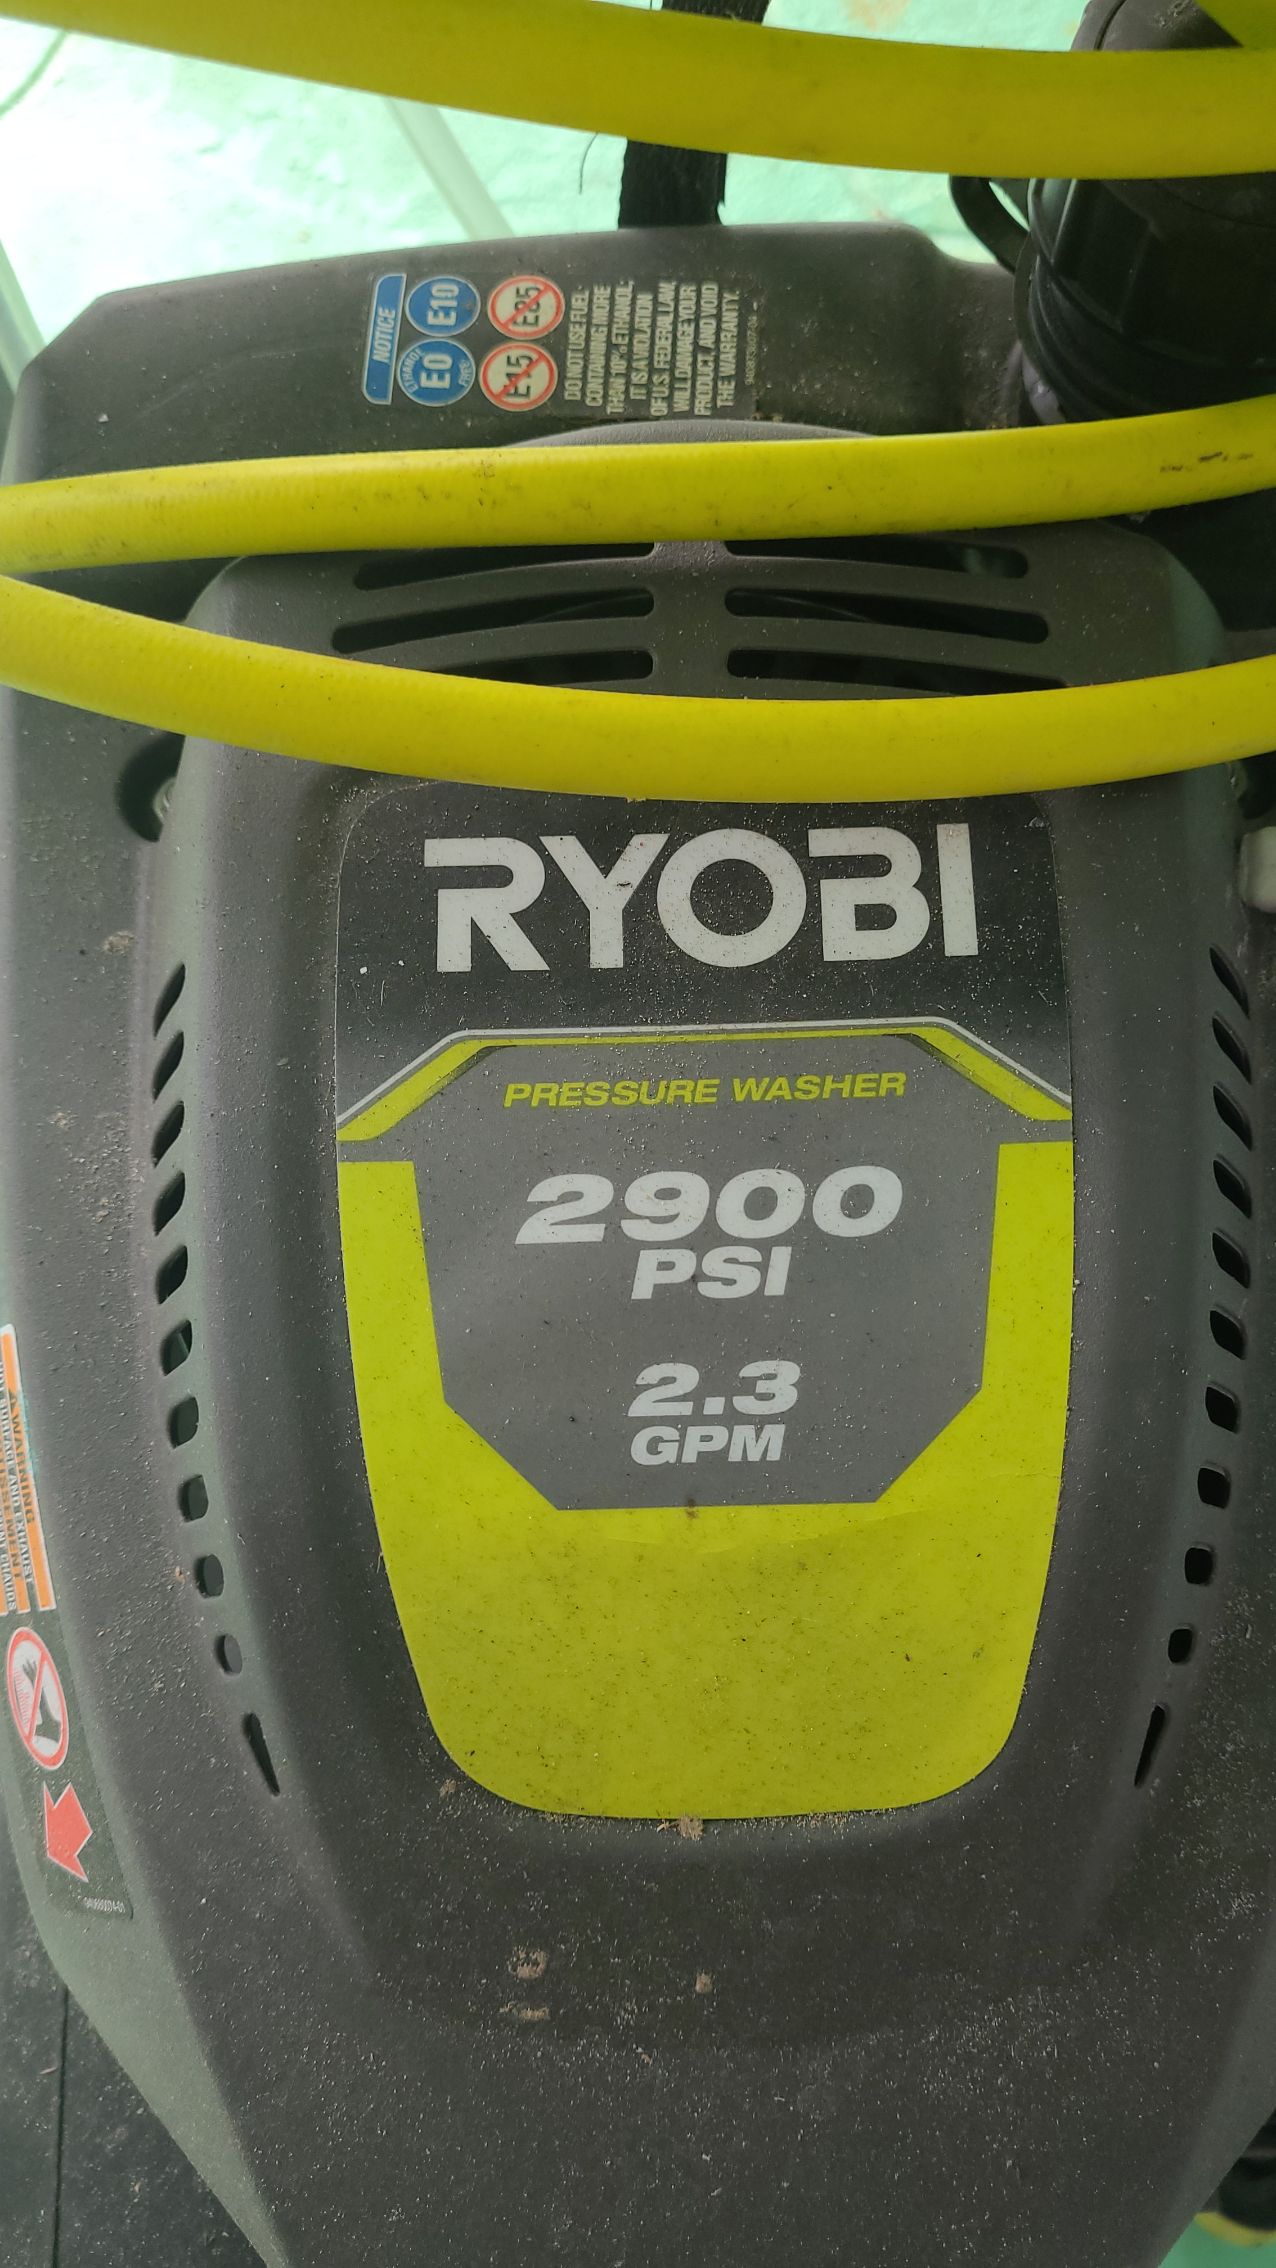 NOTICE
ETHANOL
E0
FREE
E10
E15
E85
DO NOT USE FUEL
CONTAINING MORE
THAN 10% ETHANOL:
IT IS A VIOLATION
OF U.S. FEDERAL LAW,
WILL DAMAGE YOUR
PRODUCT, AND VOID
THE WARRANTY.
RYOBI
PRESSURE WASHER
2900
PSI
2.3
GPM
WARNING